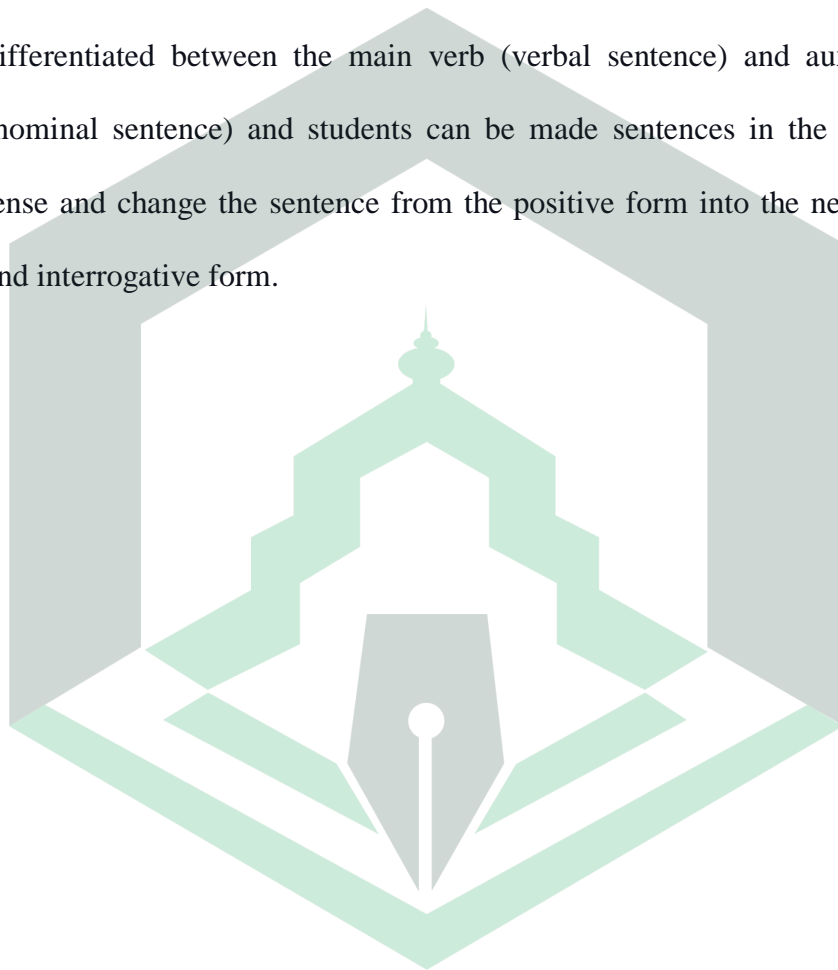 ifferentiated between the main verb (verbal sentence) and au
nominal sentence) and students can be made sentences in the
ense and change the sentence from the positive form into the ne
nd interrogative form.